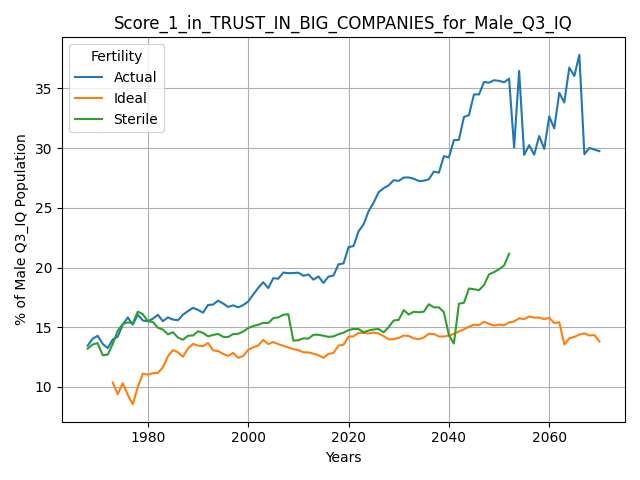 Score_1_in_TRUST_IN_BIG_COMPANIES_for_Male_Q3_IQ
Fertility
Actual
Ideal
Sterile
% of Male Q3_IQ Population
35
30
25
20
15
10
1980
2000
2020
2040
2060
Years